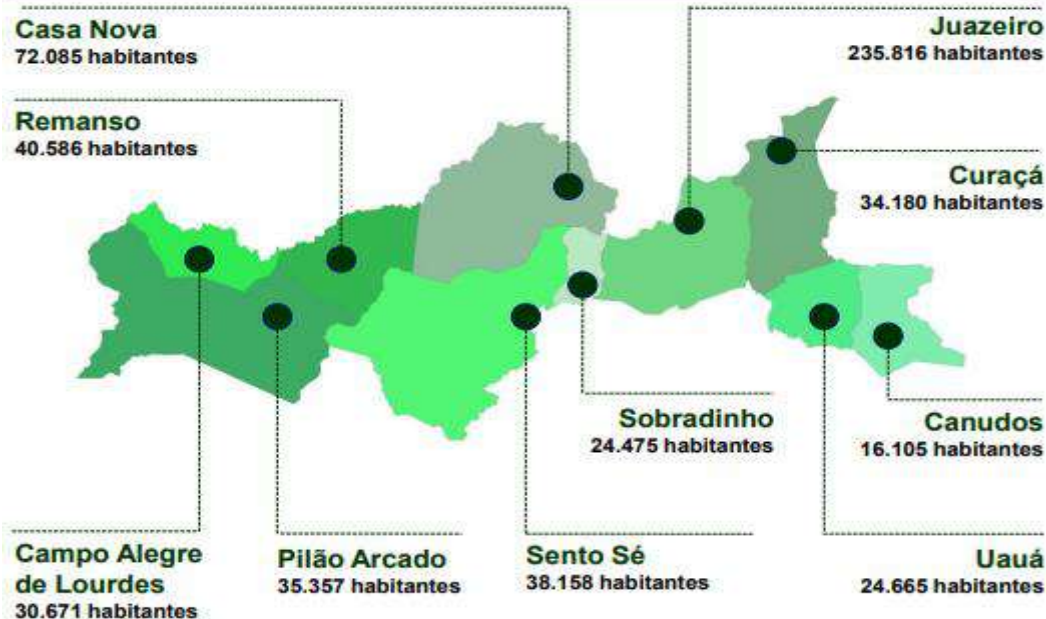 Casa Nova
72.085 habitantes
Juazeiro
235.816 habitantes
Remanso
40.586 habitantes
Curaçá
34.180 habitantes
Sobradinho
24.475 habitantes
Canudos
16.105 habitantes
Campo Alegre
de Lourdes
30.671 habitantes
Pilão Arcado
35.357 habitantes
Sento Sé
38.158 habitantes
Uauá
24.665 habitantes